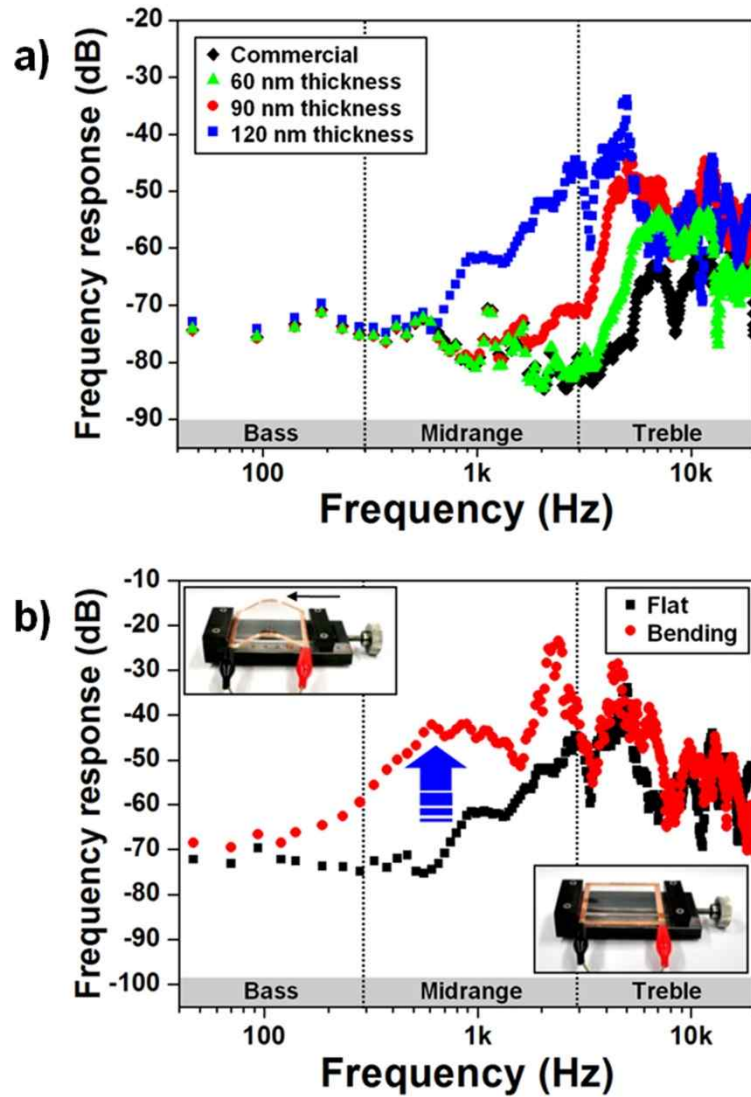 a)
Frequency response (dB)
-20
-30
-40
-50
-60
-70
-80
-90
Commercial
60 nm thickness
90 nm thickness
120 nm thickness
Bass
Midrange
Treble
100
1k
10k
Frequency (Hz)
b)
Frequency response (dB)
-10
-20
-30
-40
-50
-60
-70
-80
-90
-100
Flat
Bending
Bass
Midrange
Treble
100
1k
10k
Frequency (Hz)